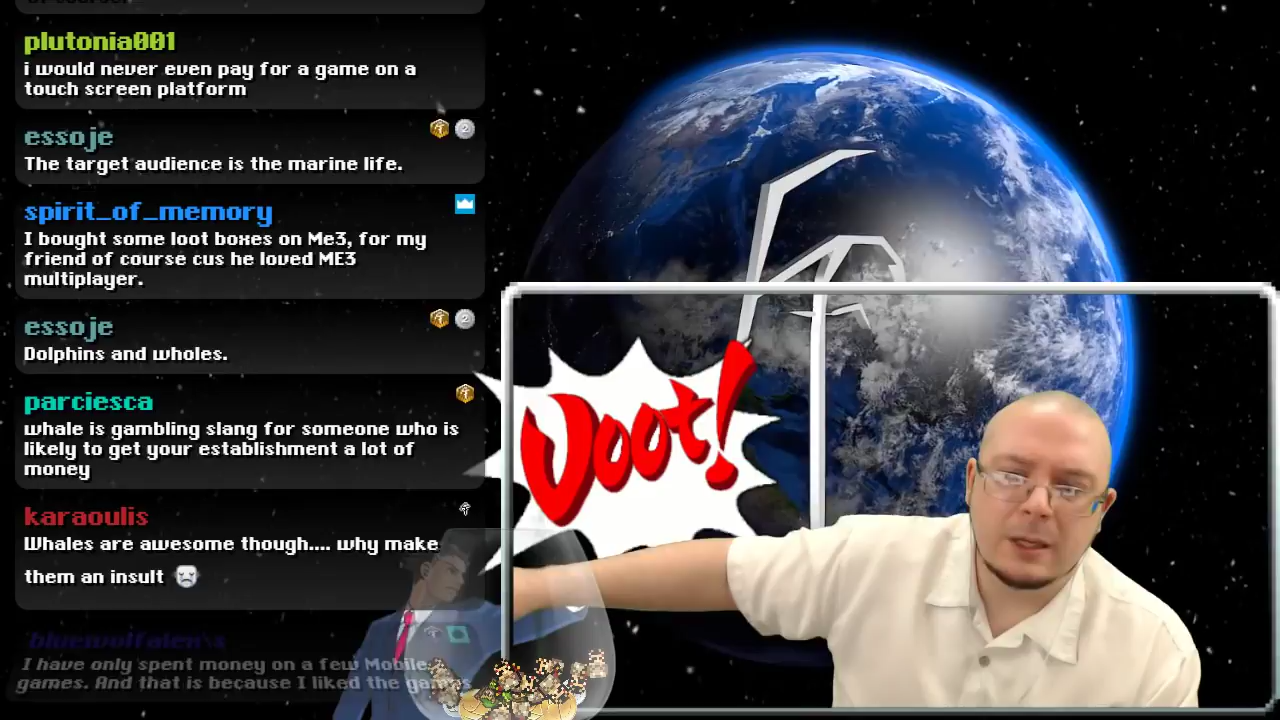 plutonia001
i would never even pay for a game on a
touch screen platform
essoje
2
The target audience is the marine life.
spirit_of_memory
I bought some loot boxes on Me3, for my
friend of course cus he loved ME3
multiplayer.
essoje
2
Dolphins and wholes.
parciesca
whale is gambling slang for someone who is
likely to get your establishment a lot of
money
karaoulis
Whales are awesome though.... why make
them an insult
I have only spent money on a few Mobile
games. And that is because I liked the games
Voot!